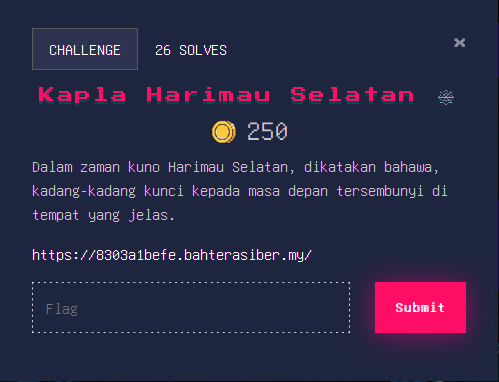 CHALLENGE 26 SOLVES ×
Kapla Harimau Selatan
250
Dalam zaman kuno Harimau Selatan, dikatakan bahawa,
kadang-kadang kunci kepada masa depan tersembunyi di
tempat yang jelas.
https://8303a1befe.bahterasiber.my/
Flag Submit